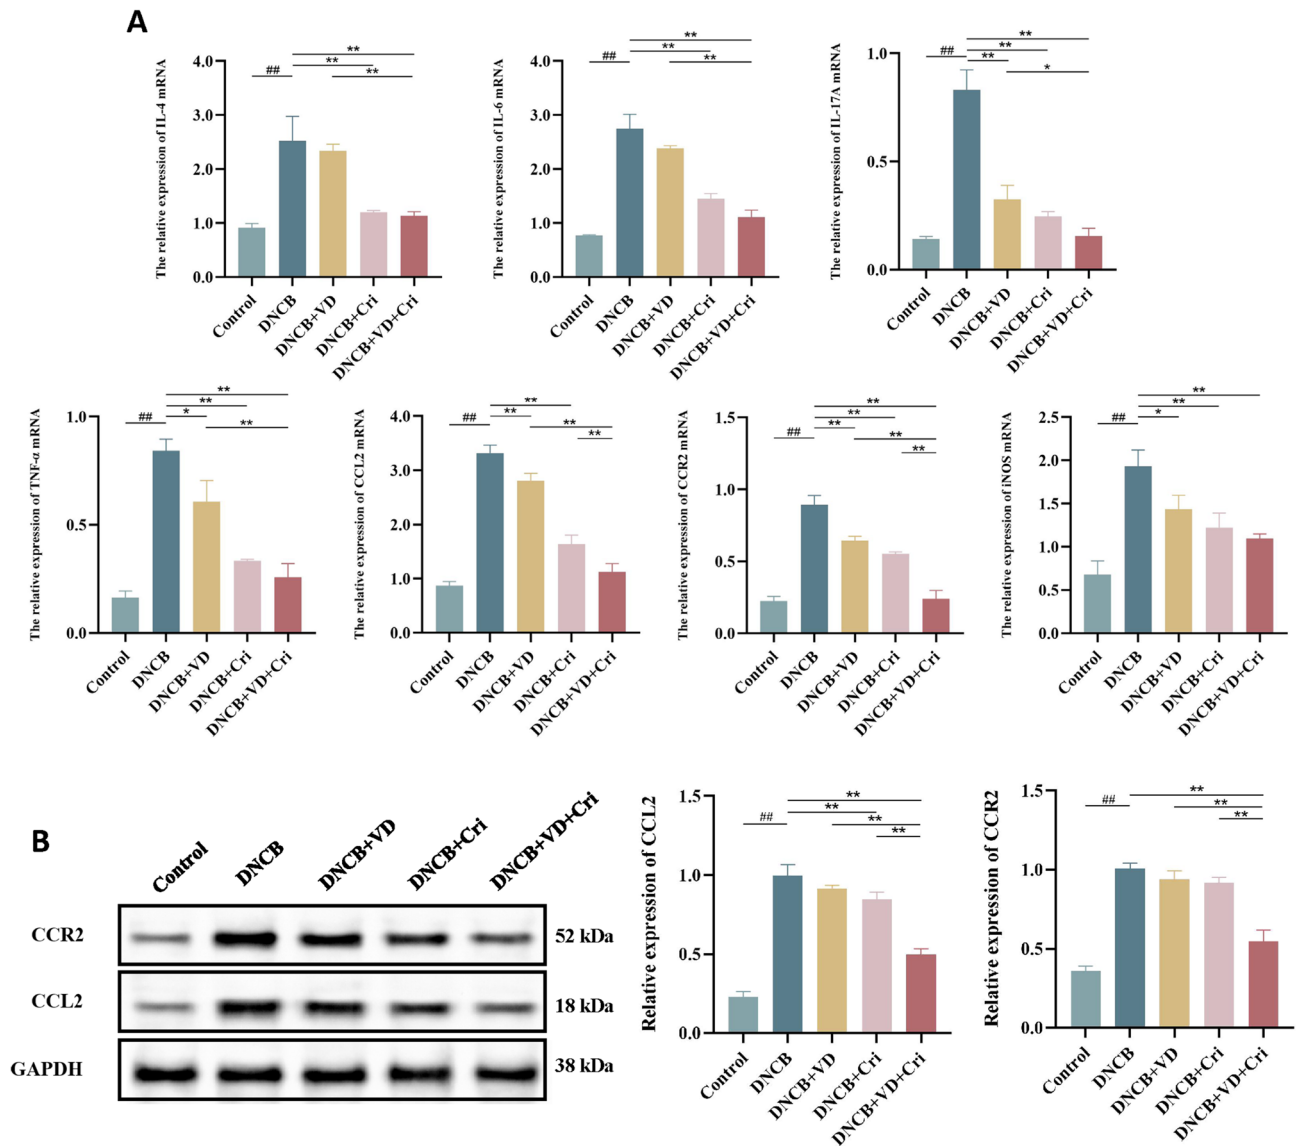 A
The relative expression of IL-4 mRNA
4.0
3.0
2.0
1.0
0.0
##
**
**
**
Control
DNCB
DNCB+VD
DNCB+Cri
DNCB+VD+Cri
The relative expression of IL-6 mRNA
4.0
3.0
2.0
1.0
0.0
##
**
**
**
Control
DNCB
DNCB+VD
DNCB+Cri
DNCB+VD+Cri
The relative expression of IL-17A mRNA
1.0
0.5
0.0
##
**
**
**
*
Control
DNCB
DNCB+VD
DNCB+Cri
DNCB+VD+Cri
The relative expression of TNF-α mRNA
1.0
0.5
0.0
##
**
**
*
**
Control
DNCB
DNCB+VD
DNCB+Cri
DNCB+VD+Cri
The relative expression of CCL2 mRNA
4.0
3.0
2.0
1.0
0.0
##
**
**
**
**
Control
DNCB
DNCB+VD
DNCB+Cri
DNCB+VD+Cri
The relative expression of CCR2 mRNA
1.5
1.0
0.5
0.0
##
**
**
**
**
**
Control
DNCB
DNCB+VD
DNCB+Cri
DNCB+VD+Cri
The relative expression of iNOS mRNA
2.5
2.0
1.5
1.0
0.5
0.0
##
**
**
*
Control
DNCB
DNCB+VD
DNCB+Cri
DNCB+VD+Cri
B
Control
DNCB
DNCB+VD
DNCB+Cri
DNCB+VD+Cri
CCR2
52 kDa
CCL2
18 kDa
GAPDH
38 kDa
Relative expression of CCL2
1.5
1.0
0.5
0.0
##
**
**
**
**
Control
DNCB
DNCB+VD
DNCB+Cri
DNCB+VD+Cri
Relative expression of CCR2
1.5
1.0
0.5
0.0
##
**
**
**
Control
DNCB
DNCB+VD
DNCB+Cri
DNCB+VD+Cri